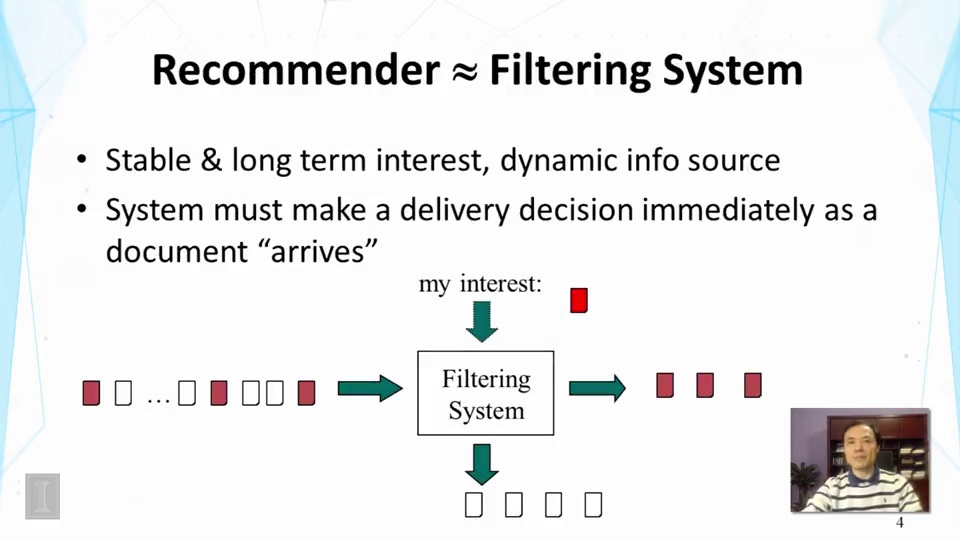 Recommender ≈ Filtering System
• Stable & long term interest, dynamic info source
• System must make a delivery decision immediately as a
document “arrives”
my interest:
…
Filtering
System
I
4